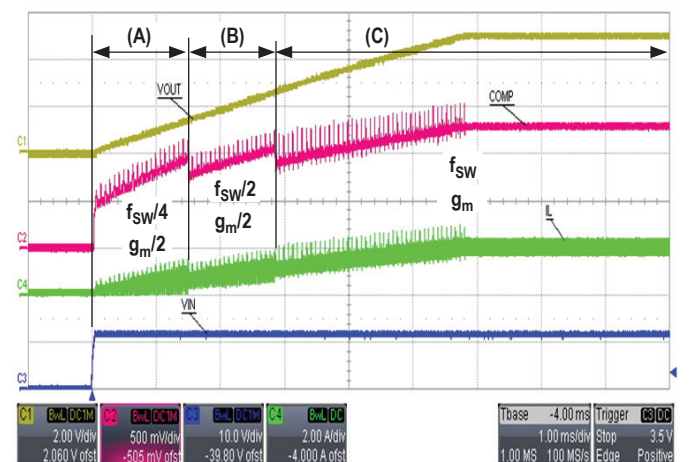 (A) (B) (C)
VOUT
COMP
C1
fSW/4
gm/2
fSW/2
gm/2
fSW
gm
IL
C2
C4
VIN
C3
C1 BwL DC1M
2.00 V/div
2.060 V ofst
C2 BwL DC1M
500 mV/div
-505 mV ofst
C3 BwL DC1M
10.0 V/div
-39.80 V ofst
C4 BwL DC
2.00 A/div
-4.000 A ofst
Tbase -4.00 ms
1.00 ms/div
1.00 MS 100 MS/s
Trigger C3 DC
Stop 3.5 V
Edge Positive